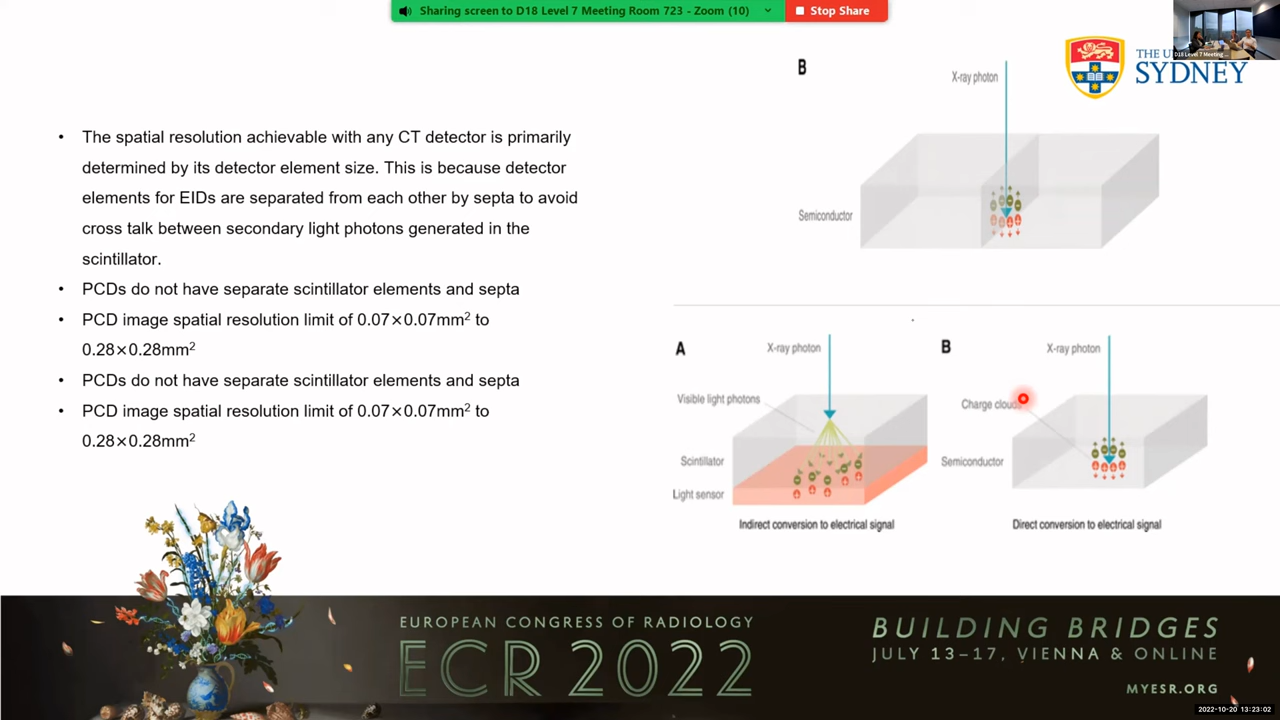 Sharing screen to D18 Level 7 Meeting Room 723 - Zoom (10)
Stop Share
D18 Level 7 Meeting ...
THE U
SYDNEY
• The spatial resolution achievable with any CT detector is primarily
determined by its detector element size. This is because detector
elements for EIDs are separated from each other by septa to avoid
cross talk between secondary light photons generated in the
scintillator.
• PCDs do not have separate scintillator elements and septa
• PCD image spatial resolution limit of 0.07×0.07mm² to
0.28×0.28mm²
• PCDs do not have separate scintillator elements and septa
• PCD image spatial resolution limit of 0.07×0.07mm² to
0.28×0.28mm²
B
X-ray photon
Semiconductor
A
X-ray photon
Visible light photons
Scintillator
Light sensor
Indirect conversion to electrical signal
B
X-ray photon
Charge clouds
Semiconductor
Direct conversion to electrical signal
EUROPEAN CONGRESS OF RADIOLOGY
ECR 2022
BUILDING BRIDGES
JULY 13–17, VIENNA & ONLINE
MYESR.ORG
2022-10-20 13:23:02